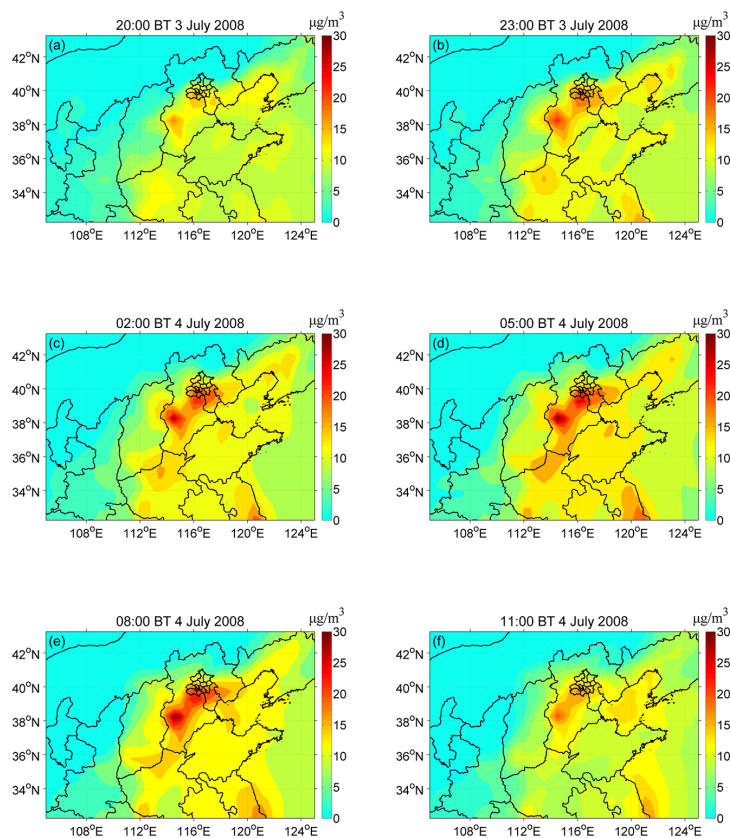 20:00 BT 3 July 2008
μg/m³
(a)
30
25
20
15
10
5
0
42°N
40°N
38°N
36°N
34°N
108°E 112°E 116°E 120°E 124°E
23:00 BT 3 July 2008
μg/m³
(b)
30
25
20
15
10
5
0
42°N
40°N
38°N
36°N
34°N
108°E 112°E 116°E 120°E 124°E
02:00 BT 4 July 2008
μg/m³
(c)
30
25
20
15
10
5
0
42°N
40°N
38°N
36°N
34°N
108°E 112°E 116°E 120°E 124°E
05:00 BT 4 July 2008
μg/m³
(d)
30
25
20
15
10
5
0
42°N
40°N
38°N
36°N
34°N
108°E 112°E 116°E 120°E 124°E
08:00 BT 4 July 2008
μg/m³
(e)
30
25
20
15
10
5
0
42°N
40°N
38°N
36°N
34°N
108°E 112°E 116°E 120°E 124°E
11:00 BT 4 July 2008
μg/m³
(f)
30
25
20
15
10
5
0
42°N
40°N
38°N
36°N
34°N
108°E 112°E 116°E 120°E 124°E